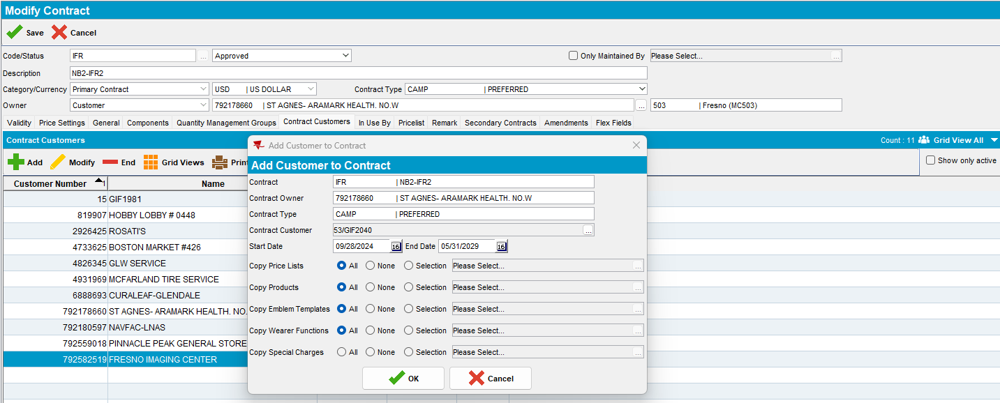 Modify Contract
Save Cancel
Code/Status IFR ... Approved Only Maintained By Please Select... ...
Description NB2-IFR2
Category/Currency Primary Contract USD | US DOLLAR Contract Type CAMP | PREFERRED
Owner Customer 792178660 | ST AGNES- ARAMARK HEALTH. NO.W ... 503 | Fresno (MC503)
Validity Price Settings General Components Quantity Management Groups Contract Customers In Use By Pricelist Remark Secondary Contracts Amendments Flex Fields
Contract Customers Count : 11 Grid View All
Add Modify End Grid Views Prin Show only active
Customer Number 1 Name
15 GIF1981
819907 HOBBY LOBBY # 0448
2926425 ROSATI'S
4733625 BOSTON MARKET #426
4826345 GLW SERVICE
4931969 MCFARLAND TIRE SERVICE
6888693 CURALEAF-GLENDALE
792178660 ST AGNES- ARAMARK HEALTH. NO.
792180597 NAVFAC-LNAS
792559018 PINNACLE PEAK GENERAL STORE
792582519 FRESNO IMAGING CENTER
Add Customer to Contract
Add Customer to Contract
Contract IFR | NB2-IFR2
Contract Owner 792178660 | ST AGNES- ARAMARK HEALTH. NO.W
Contract Type CAMP | PREFERRED
Contract Customer 53/GIF2040 ...
Start Date 09/28/2024 16 End Date 05/31/2029 16
Copy Price Lists All None Selection Please Select... ...
Copy Products All None Selection Please Select... ...
Copy Emblem Templates All None Selection Please Select... ...
Copy Wearer Functions All None Selection Please Select... ...
Copy Special Charges All None Selection Please Select... ...
OK Cancel